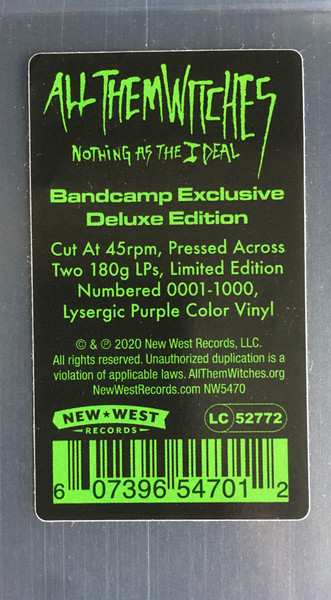 ALL THEM WITCHES
NOTHING AS THE IDEAL
Bandcamp Exclusive
Deluxe Edition
Cut At 45rpm, Pressed Across
Two 180g LPs, Limited Edition
Numbered 0001-1000,
Lysergic Purple Color Vinyl
© & ℗ 2020 New West Records, LLC.
All rights reserved. Unauthorized duplication is a
violation of applicable laws. AllThemWitches.org
NewWestRecords.com NW5470
NEW★WEST
RECORDS
LC 52772
6 07396 54701 2